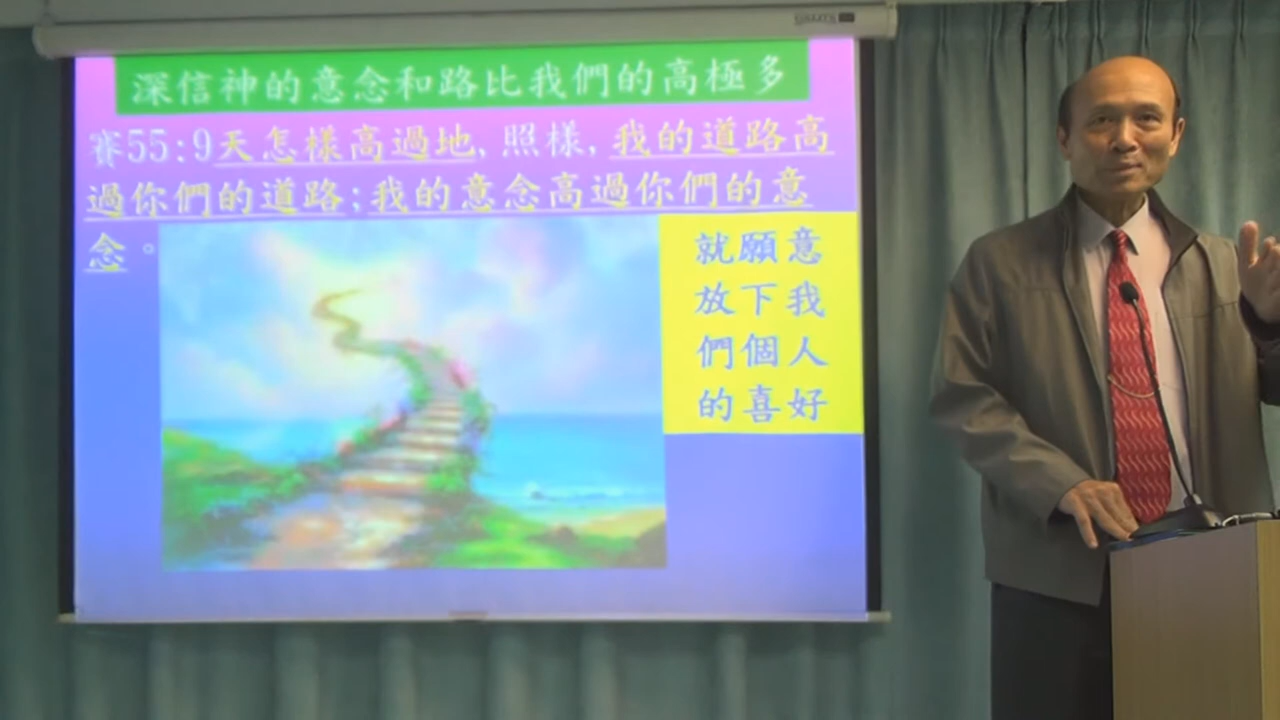 深信神的意念和路比我們的高極多
賽55:9天怎樣高過地,照樣,我的道路高
過你們的道路;我的意念高過你們的意
念。
就願意
放下我
們個人
的喜好